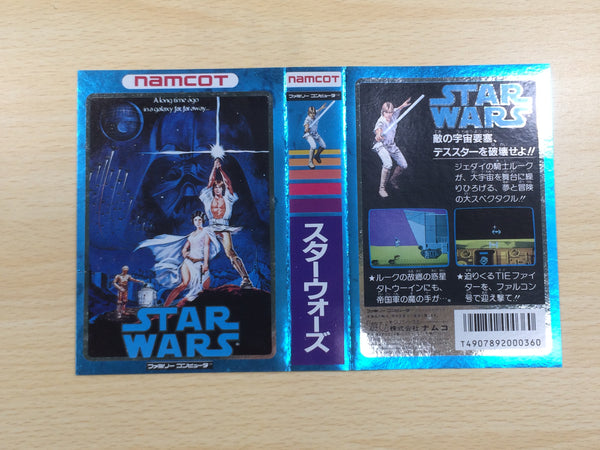 namcot
A long time ago
in a galaxy far, far away...
STAR
WARS
ファミリー コンピュータ
namcot
ファミリー コンピュータ
スター・ウォーズ
STAR
WARS
敵の宇宙要塞、
デススターを破壊せよ!!
ジェダイの騎士ルーク
が、大宇宙を舞台に繰
りひろげる、夢と冒険
の大スペクタクル!!
★ルークの故郷の惑星
タトウーインにも、
帝国軍の魔の手が…。
★迫りくるTIEファイ
ターを、ファルコン
号で迎え撃て!!
株式会社 ナムコ
T4907892000360